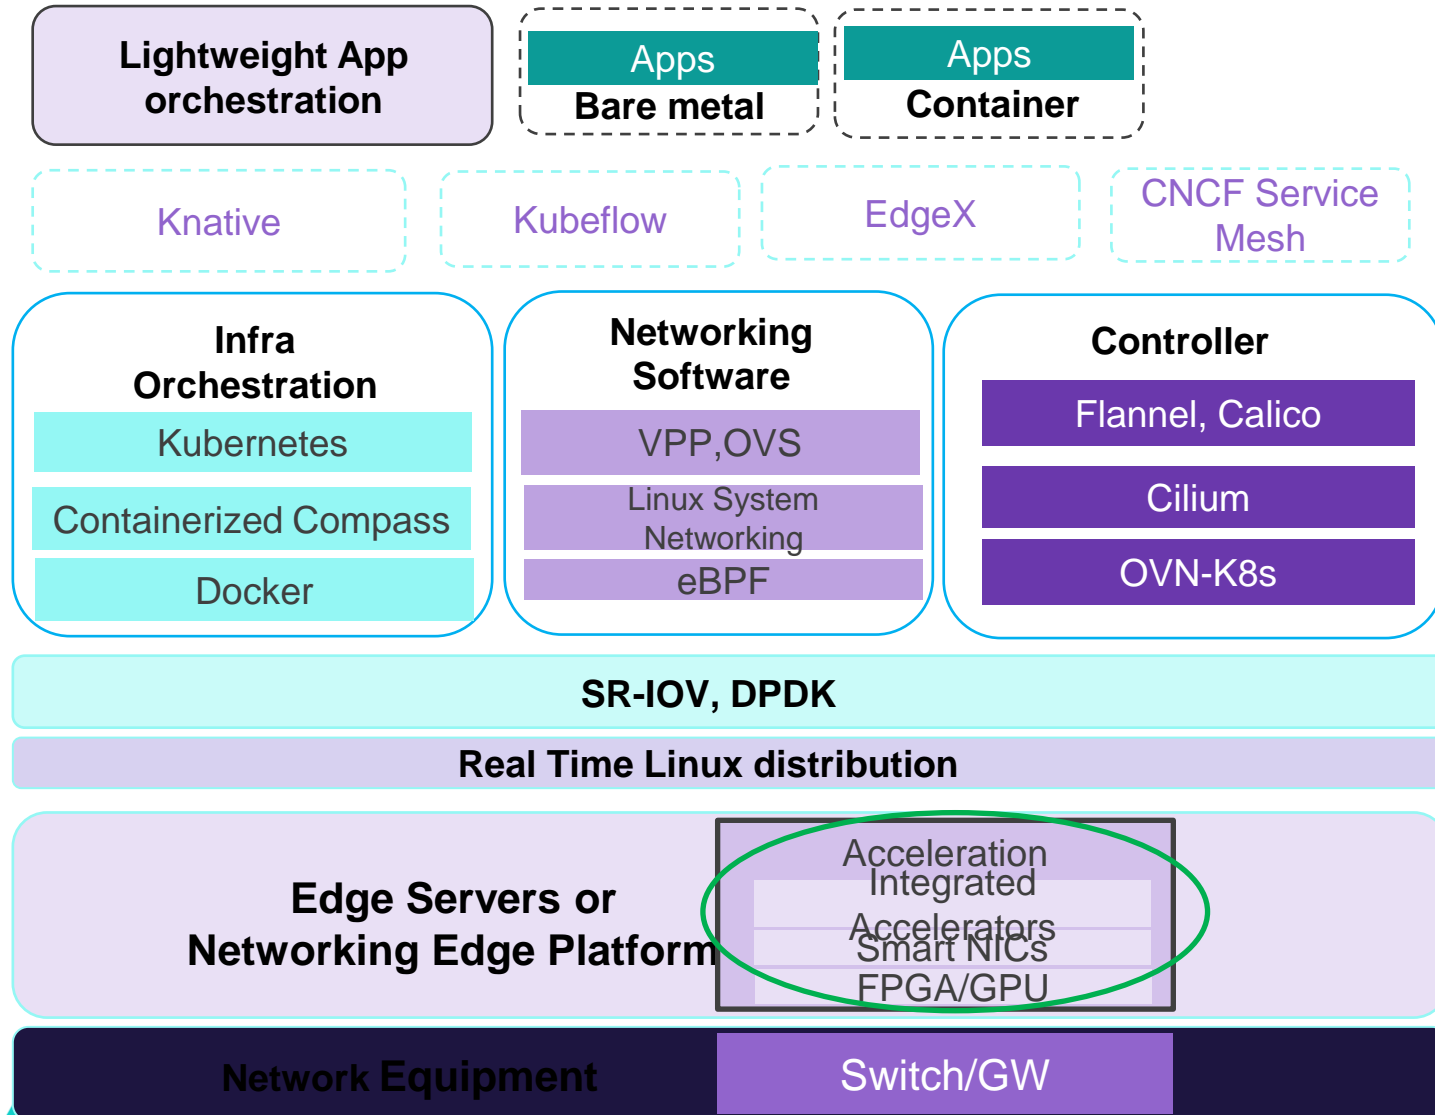 Lightweight App
orchestration
Apps
Bare metal
Apps
Container
Knative
Kubeflow
EdgeX
CNCF Service
Mesh
Infra
Orchestration
Kubernetes
Containerized Compass
Docker
Networking
Software
VPP,OVS
Linux System
Networking
eBPF
Controller
Flannel, Calico
Cilium
OVN-K8s
SR-IOV, DPDK
Real Time Linux distribution
Edge Servers or
Networking Edge Platform
Acceleration
Integrated
Accelerators
Smart NICs
FPGA/GPU
Network Equipment
Switch/GW